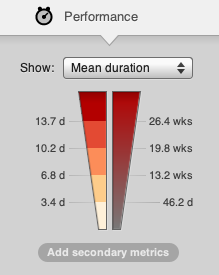 Performance
Show: Mean duration
13.7 d 26.4 wks
10.2 d 19.8 wks
6.8 d 13.2 wks
3.4 d 46.2 d
Add secondary metrics